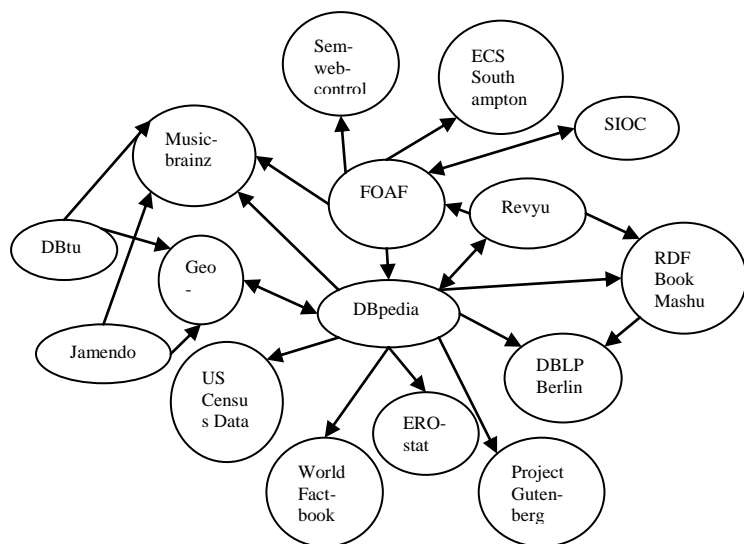 Sem-
web-
control
ECS
South
ampton
SIOC
Music-
brainz
FOAF
Revyu
DBtu
Geo
-
RDF
Book
Mashu
DBpedia
Jamendo
US
Censu
s Data
DBLP
Berlin
ERO-
stat
World
Fact-
book
Project
Guten-
berg